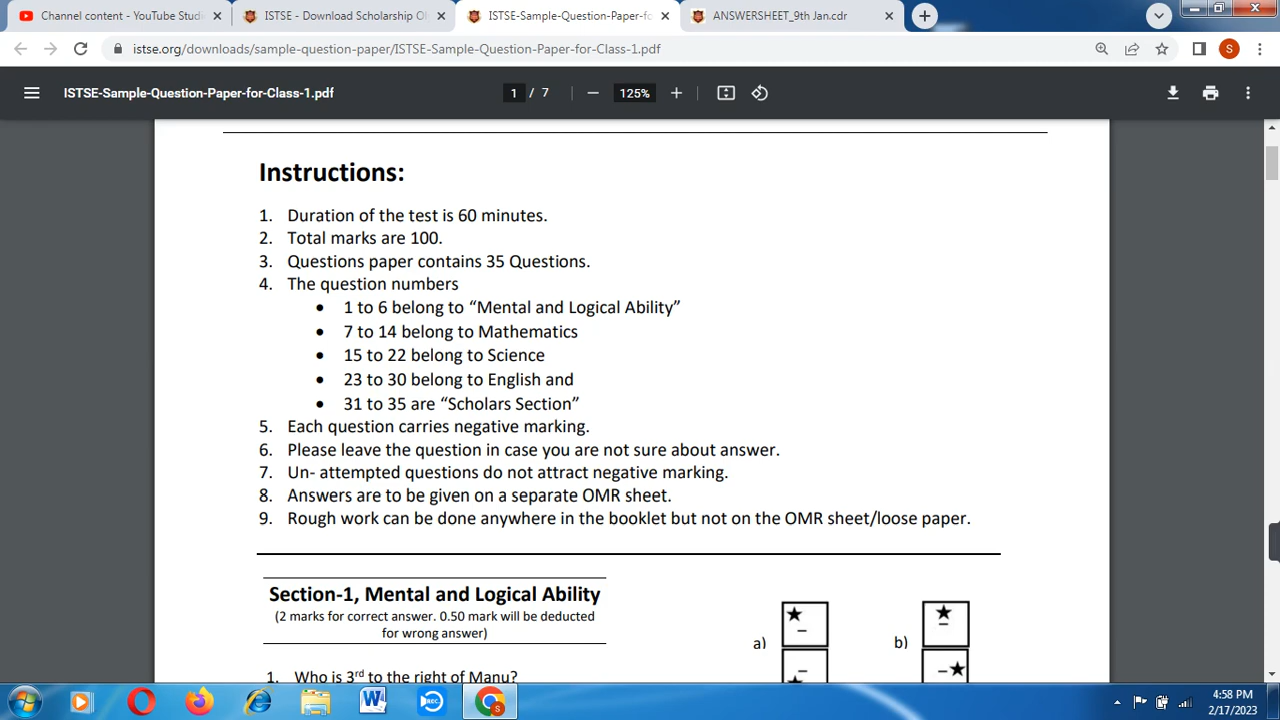 Channel content - YouTube Studi
ISTSE - Download Scholarship Ol
ISTSE-Sample-Question-Paper-fo
ANSWERSHEET_9th Jan.cdr
istse.org/downloads/sample-question-paper/ISTSE-Sample-Question-Paper-for-Class-1.pdf
S
ISTSE-Sample-Question-Paper-for-Class-1.pdf
1 / 7
125%
Instructions:
1. Duration of the test is 60 minutes.
2. Total marks are 100.
3. Questions paper contains 35 Questions.
4. The question numbers
• 1 to 6 belong to “Mental and Logical Ability”
• 7 to 14 belong to Mathematics
• 15 to 22 belong to Science
• 23 to 30 belong to English and
• 31 to 35 are “Scholars Section”
5. Each question carries negative marking.
6. Please leave the question in case you are not sure about answer.
7. Un- attempted questions do not attract negative marking.
8. Answers are to be given on a separate OMR sheet.
9. Rough work can be done anywhere in the booklet but not on the OMR sheet/loose paper.
Section-1, Mental and Logical Ability
(2 marks for correct answer. 0.50 mark will be deducted
for wrong answer)
1. Who is 3rd to the right of Manu?
a)
b)
W
REC
S
4:58 PM
2/17/2023